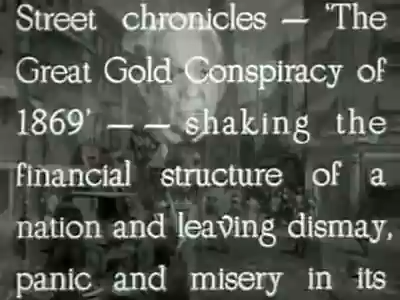 Street chronicles — 'The
Great Gold Conspiracy of
1869' — — shaking the
financial structure of a
nation and leaving dismay,
panic and misery in its